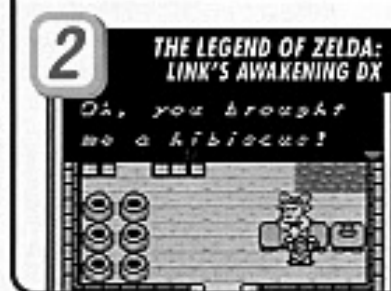 2
THE LEGEND OF ZELDA:
LINK'S AWAKENING DX
Oh, you brought
me a hibiscus!